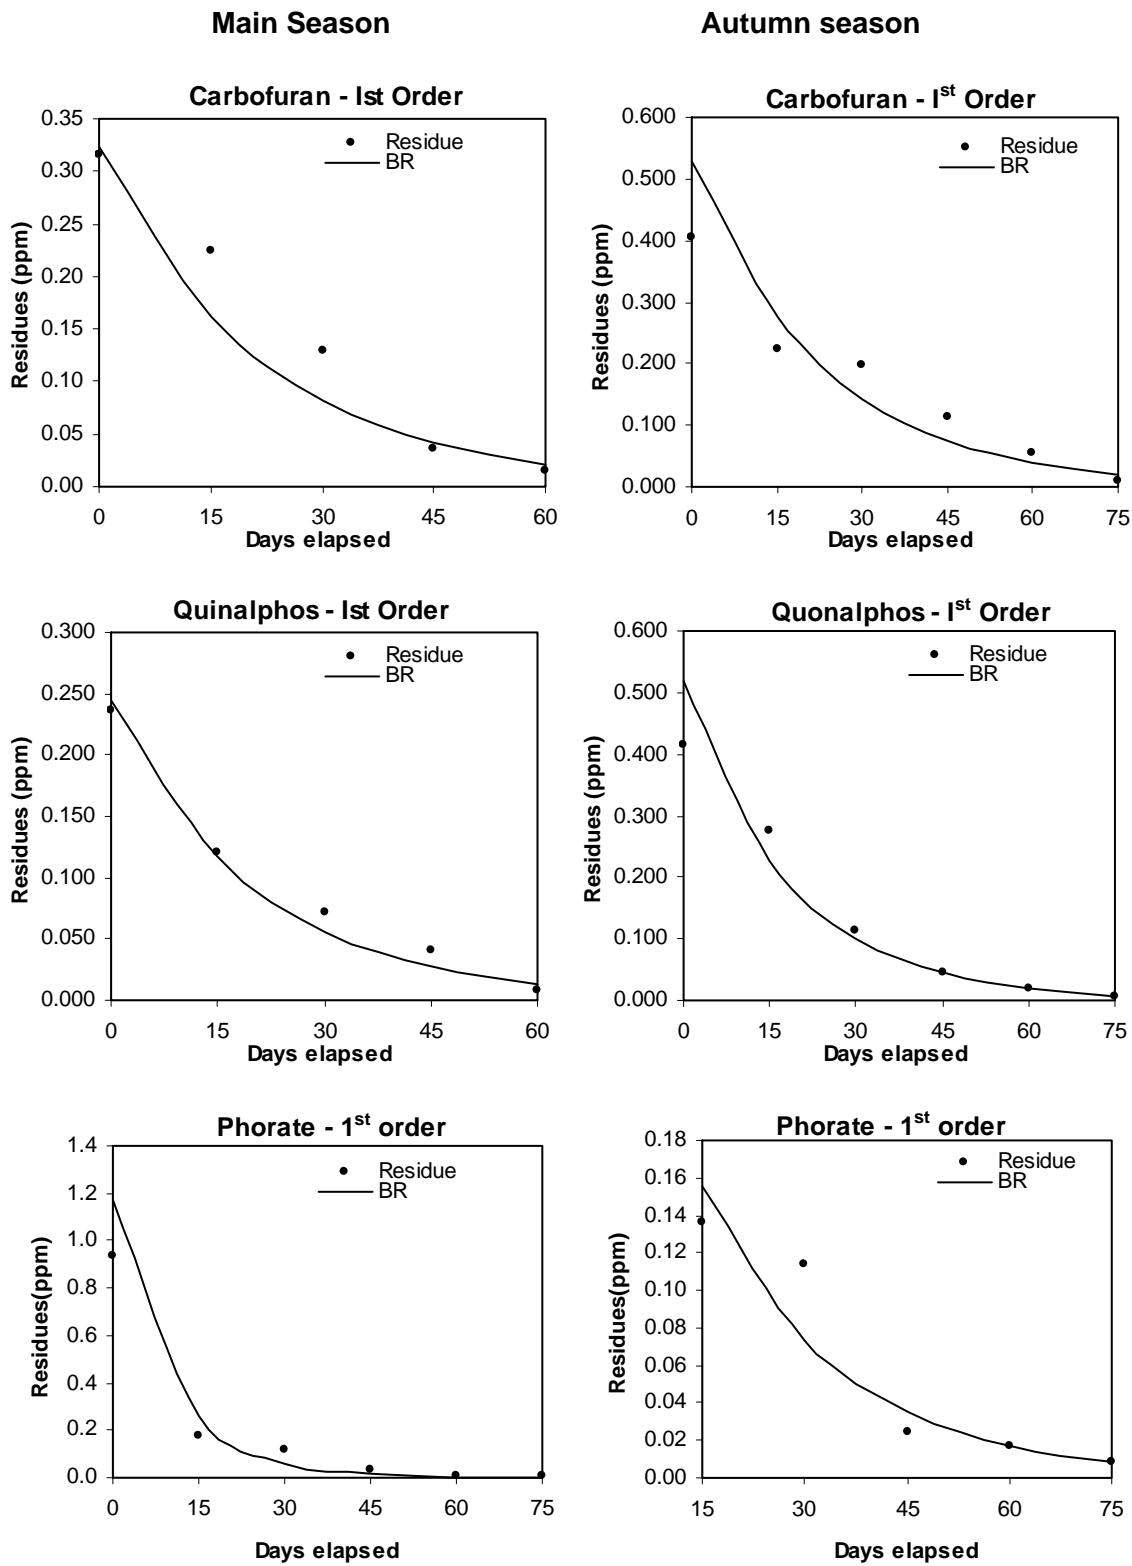 Main Season
Autumn season
Carbofuran - Ist Order
0.35
0.30
0.25
0.20
0.15
0.10
0.05
0.00
Residues (ppm)
Residue
BR
0 15 30 45 60
Days elapsed
Carbofuran - Ist Order
0.600
0.500
0.400
0.300
0.200
0.100
0.000
Residues (ppm)
Residue
BR
0 15 30 45 60 75
Days elapsed
Quinalphos - Ist Order
0.300
0.250
0.200
0.150
0.100
0.050
0.000
Residues (ppm)
Residue
BR
0 15 30 45 60
Days elapsed
Quonalphos - Ist Order
0.600
0.500
0.400
0.300
0.200
0.100
0.000
Residues (ppm)
Residue
BR
0 15 30 45 60 75
Days elapsed
Phorate - 1st order
1.4
1.2
1.0
0.8
0.6
0.4
0.2
0.0
Residues(ppm)
Residue
BR
0 15 30 45 60 75
Days elapsed
Phorate - 1st order
0.18
0.16
0.14
0.12
0.10
0.08
0.06
0.04
0.02
0.00
Residues(ppm)
Residue
BR
15 30 45 60 75
Days elapsed